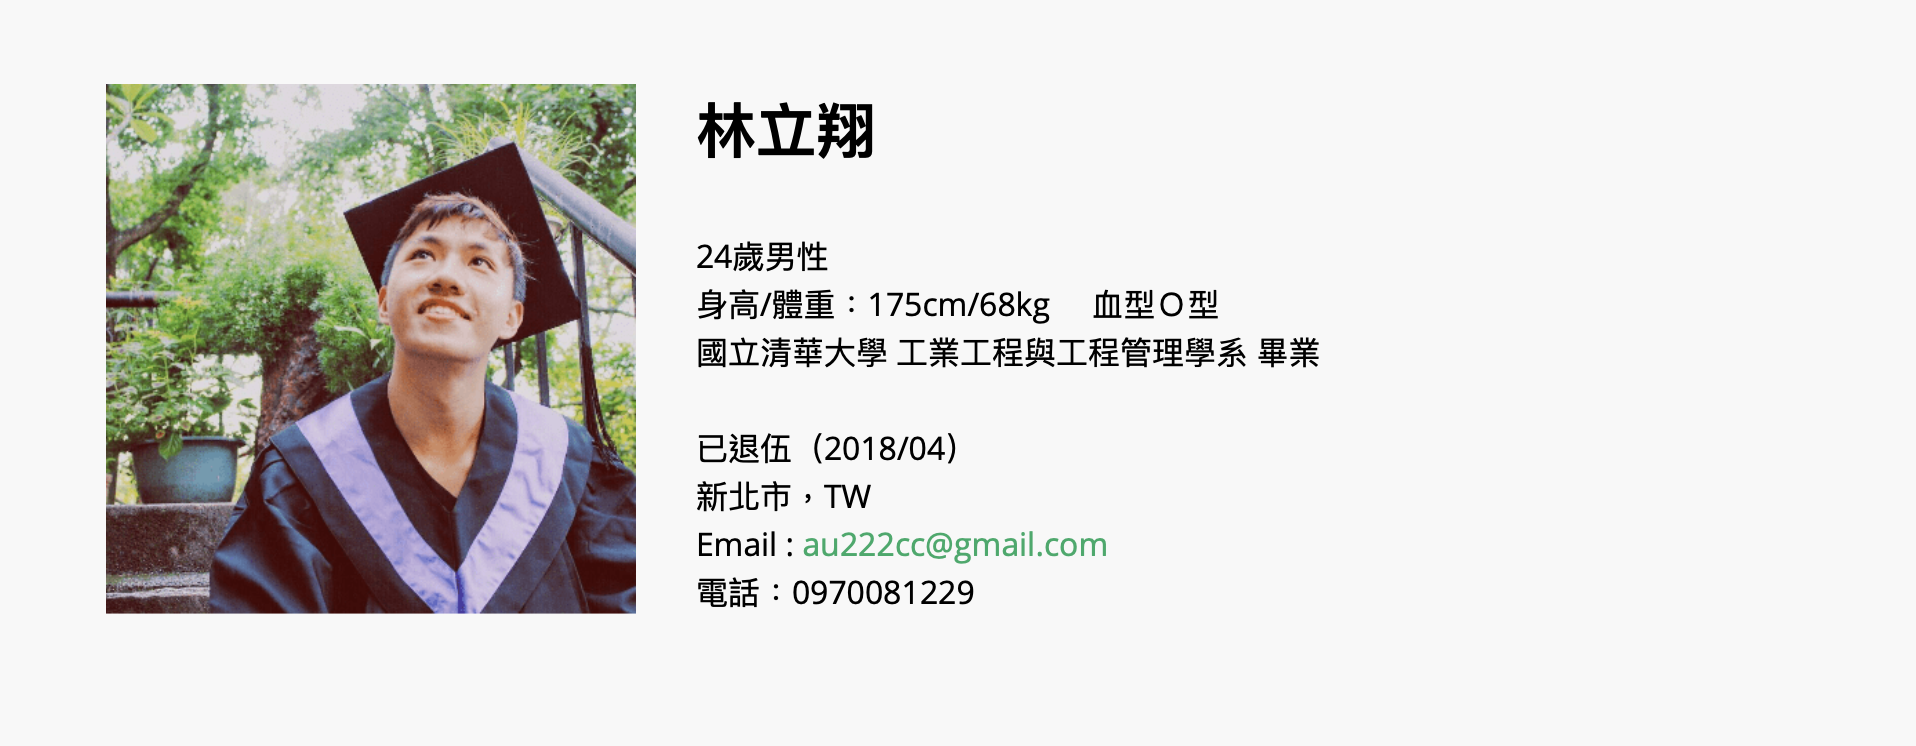 林立翔
24歲男性
身高/體重：175cm/68kg　血型Ｏ型
國立清華大學 工業工程與工程管理學系 畢業
已退伍（2018/04）
新北市，TW
Email : au222cc@gmail.com
電話：0970081229